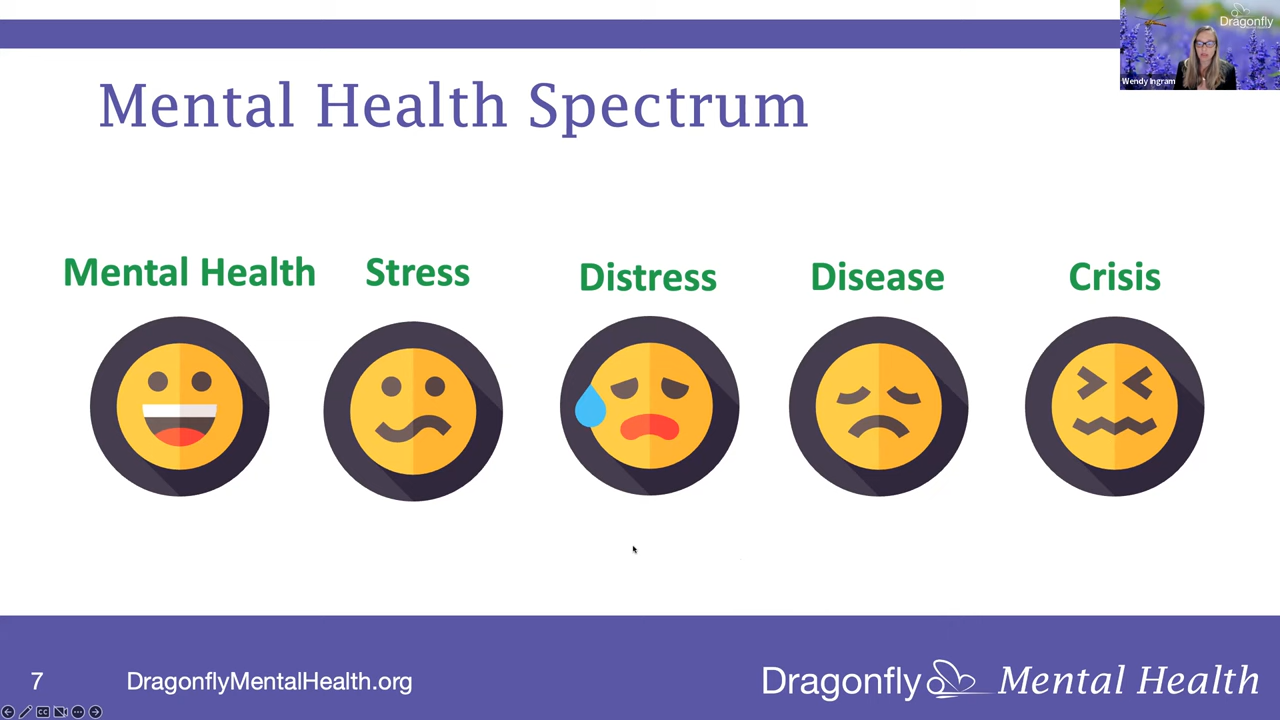 Dragonfly
Wendy Ingram
Mental Health Spectrum
Mental Health Stress Distress Disease Crisis
7 DragonflyMentalHealth.org Dragonfly Mental Health